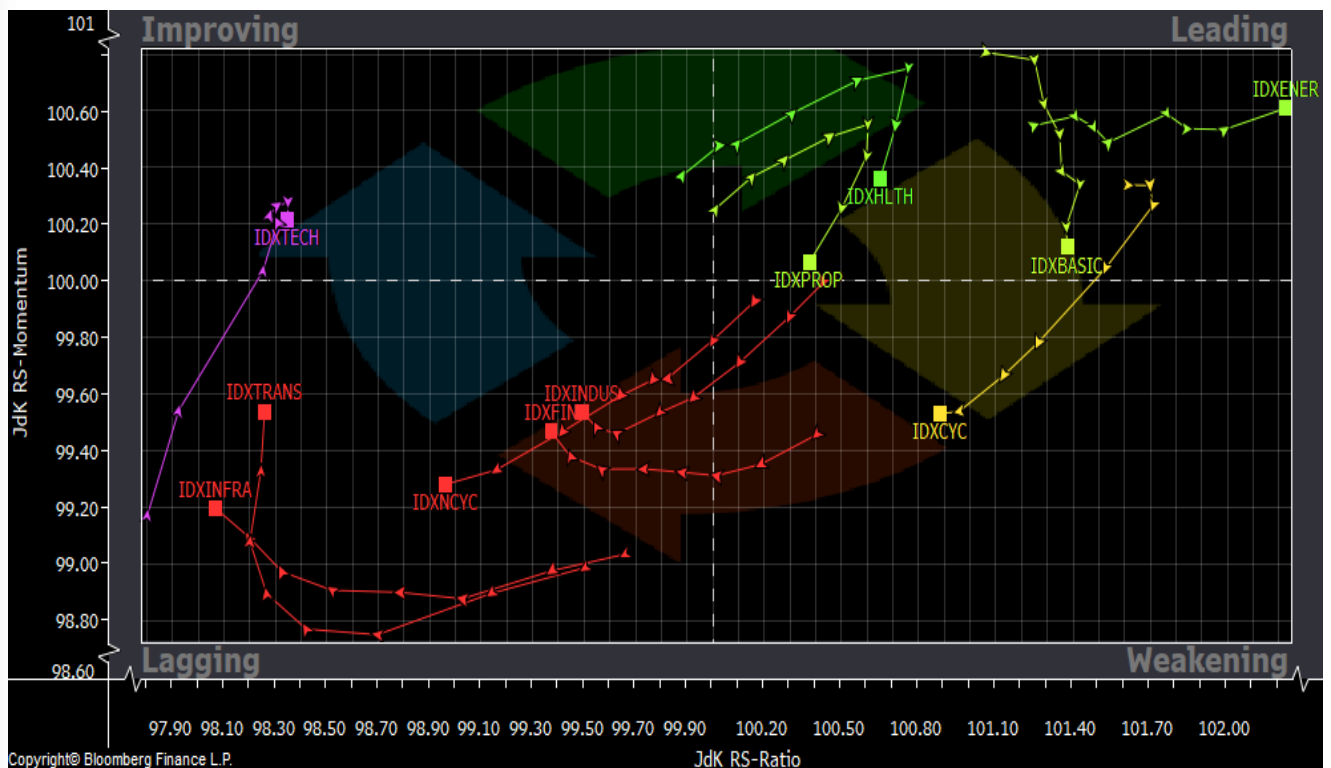 101
Improving
Leading
IDXENER
100.60
100.40
IDXHLTH
100.20
IDXTECH
IDXBASIC
IDXPROP
100.00
99.80
JdK RS-Momentum
99.60
IDXTRANS
IDXINDUS
IDXFIN
IDXCYC
99.40
IDXINFRA
IDXNCYC
99.20
99.00
98.80
98.60
Lagging
Weakening
97.90 98.10 98.30 98.50 98.70 98.90 99.10 99.30 99.50 99.70 99.90 100.20 100.50 100.80 101.10 101.40 101.70 102.00
JdK RS-Ratio
Copyright© Bloomberg Finance L.P.